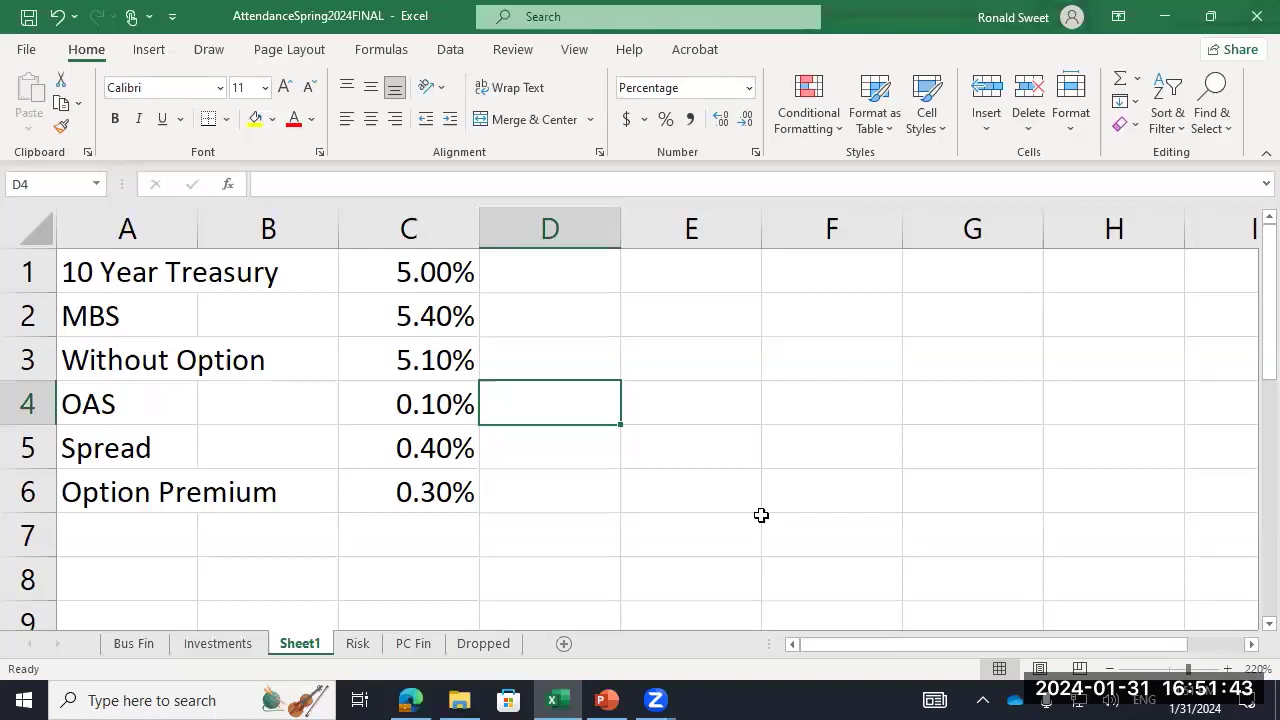 AttendanceSpring2024FINAL - Excel
Search
Ronald Sweet
File Home Insert Draw Page Layout Formulas Data Review View Help Acrobat
Share
Paste
Calibri 11
Wrap Text
Percentage
B I U
Merge & Center
$ % ,
Conditional Formatting
Format as Table
Cell Styles
Insert
Delete
Format
Sort & Filter
Find & Select
Clipboard Font Alignment Number Styles Cells Editing
D4
fx
A B C D E F G H I
1 10 Year Treasury 5.00%
2 MBS 5.40%
3 Without Option 5.10%
4 OAS 0.10%
5 Spread 0.40%
6 Option Premium 0.30%
7
8
9
Bus Fin Investments Sheet1 Risk PC Fin Dropped
Ready
220%
Type here to search
2024-01-31 16:51:43
ENG
1/31/2024